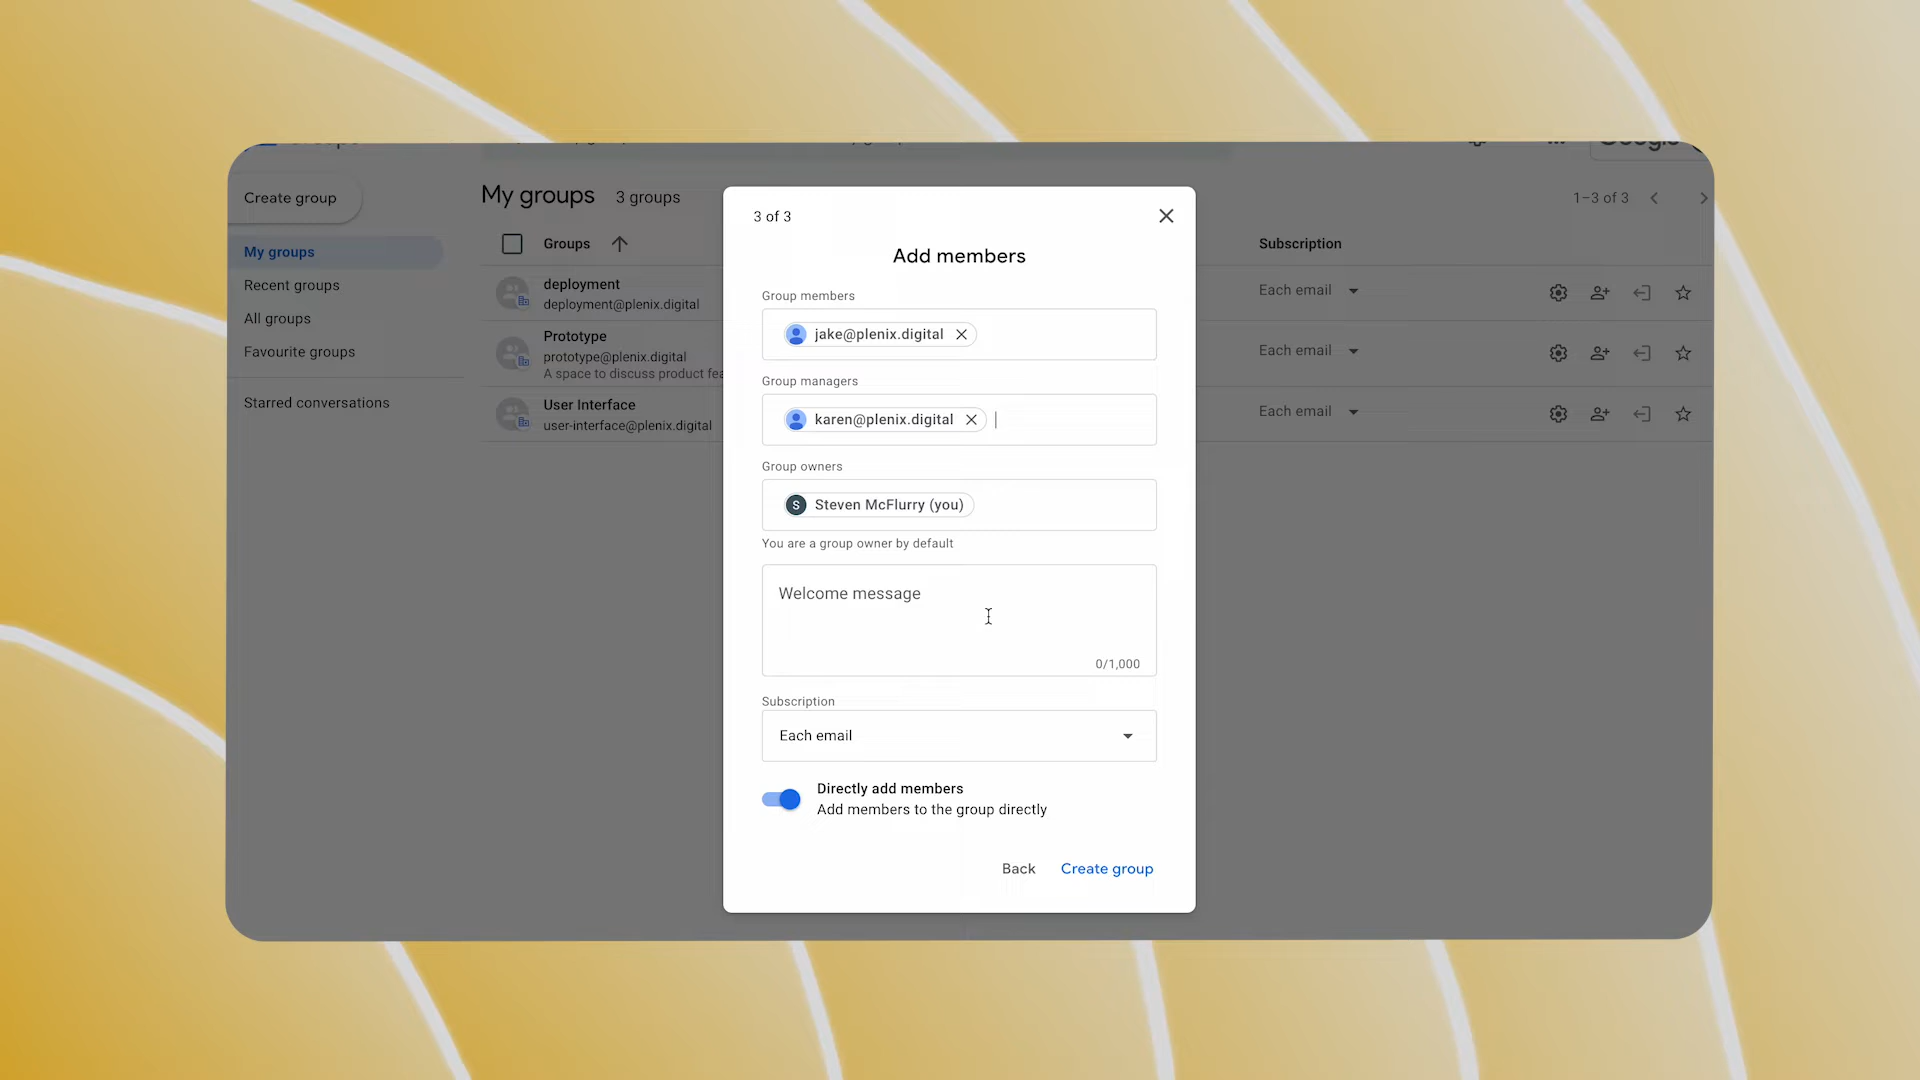 Create group
My groups 3 groups
1–3 of 3
My groups
Recent groups
All groups
Favourite groups
Starred conversations
Groups
Subscription
deployment
deployment@plenix.digital
Each email
Prototype
prototype@plenix.digital
A space to discuss product fea
Each email
User Interface
user-interface@plenix.digital
Each email
3 of 3
Add members
Group members
jake@plenix.digital
Group managers
karen@plenix.digital
Group owners
S Steven McFlurry (you)
You are a group owner by default
Welcome message
0/1,000
Subscription
Each email
Directly add members
Add members to the group directly
Back Create group